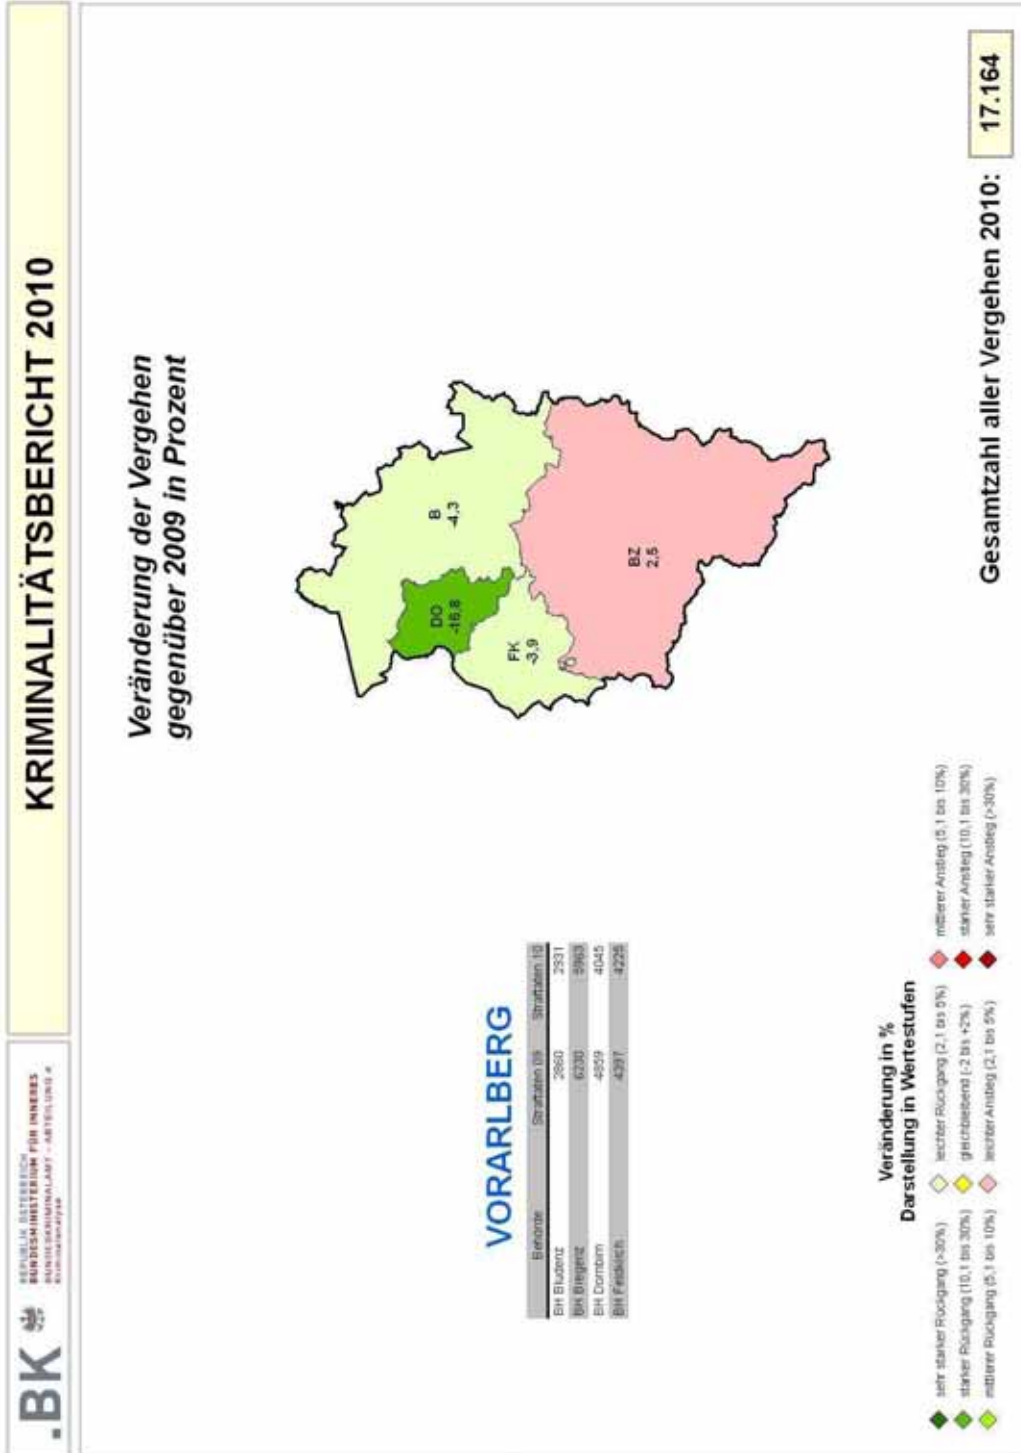 .BK
REPUBLIK ÖSTERREICH
BUNDESMINISTERIUM FÜR INNERES
BUNDESKRIMINALAMT - ABTEILUNG 4
Kriminalanalyse
KRIMINALITÄTSBERICHT 2010
Veränderung der Vergehen
gegenüber 2009 in Prozent
VORARLBERG
Behörde Straftaten 09 Straftaten 10
BH Bludenz 2860 2931
BH Bregenz 6230 5963
BH Dornbirn 4859 4045
BH Feldkirch 4397 4225
B
-4,3
DO
-16,8
FK
-3,9
BZ
2,5
Veränderung in %
Darstellung in Wertestufen
sehr starker Rückgang (>30%)
starker Rückgang (10,1 bis 30%)
mittlerer Rückgang (5,1 bis 10%)
leichter Rückgang (2,1 bis 5%)
gleichbleibend (-2 bis +2%)
leichter Anstieg (2,1 bis 5%)
mittlerer Anstieg (5,1 bis 10%)
starker Anstieg (10,1 bis 30%)
sehr starker Anstieg (>30%)
Gesamtzahl aller Vergehen 2010: 17.164